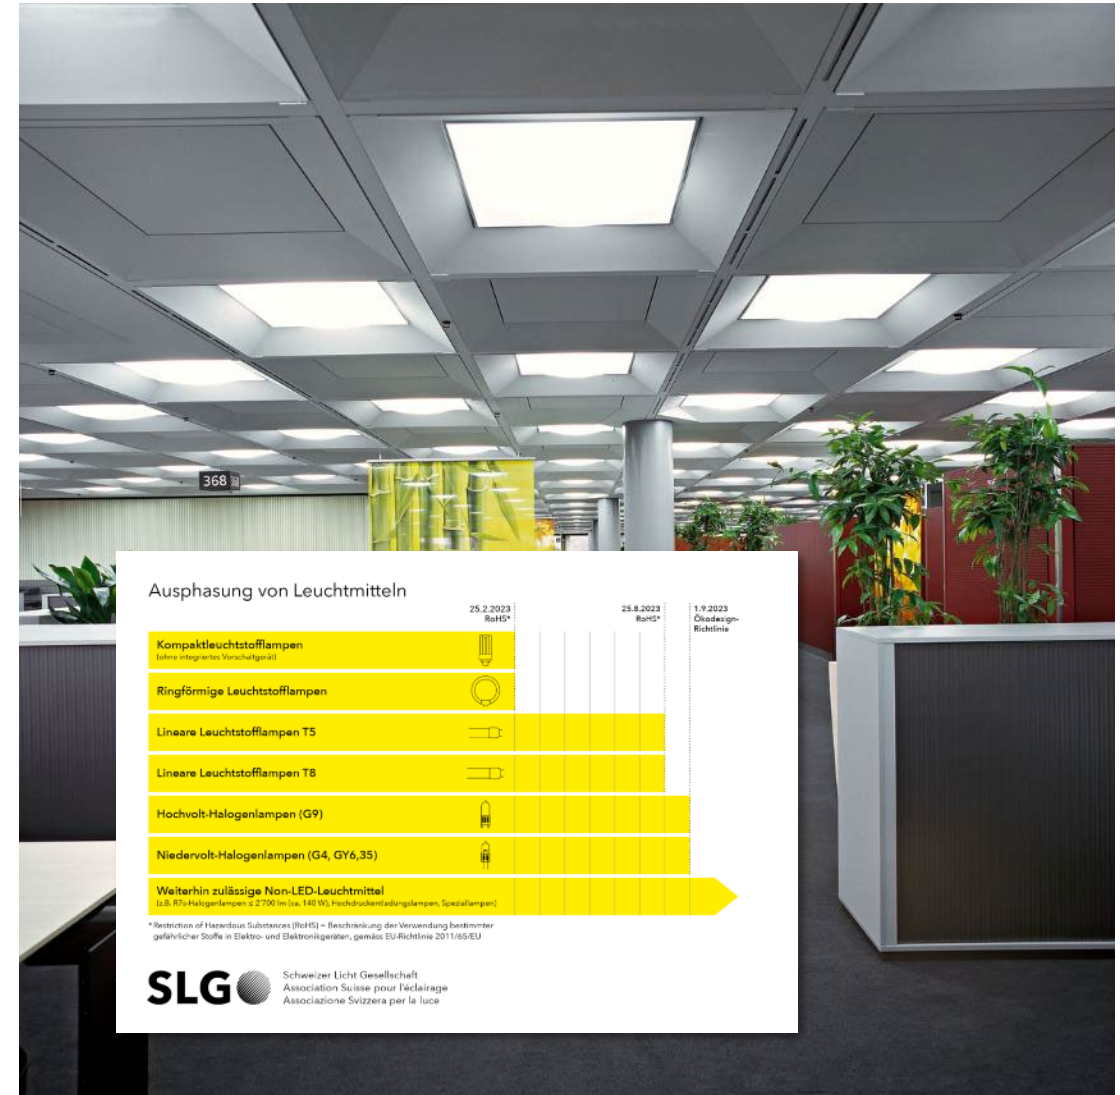 368
Ausphasung von Leuchtmitteln
25.2.2023
RoHS*
25.8.2023
RoHS*
1.9.2023
Ökodesign-
Richtlinie
Kompaktleuchtstofflampen
(ohne integriertes Vorschaltgerät)
Ringförmige Leuchtstofflampen
Lineare Leuchtstofflampen T5
Lineare Leuchtstofflampen T8
Hochvolt-Halogenlampen (G9)
Niedervolt-Halogenlampen (G4, GY6,35)
Weiterhin zulässige Non-LED-Leuchtmittel
(z.B. R7s-Halogenlampen ≤ 2'700 lm (ca. 140 W), Hochdruckentladungslampen, Speziallampen)
* Restriction of Hazardous Substances (RoHS) = Beschränkung der Verwendung bestimmter
gefährlicher Stoffe in Elektro- und Elektronikgeräten, gemäss EU-Richtlinie 2011/65/EU
SLG
Schweizer Licht Gesellschaft
Association Suisse pour l'éclairage
Associazione Svizzera per la luce